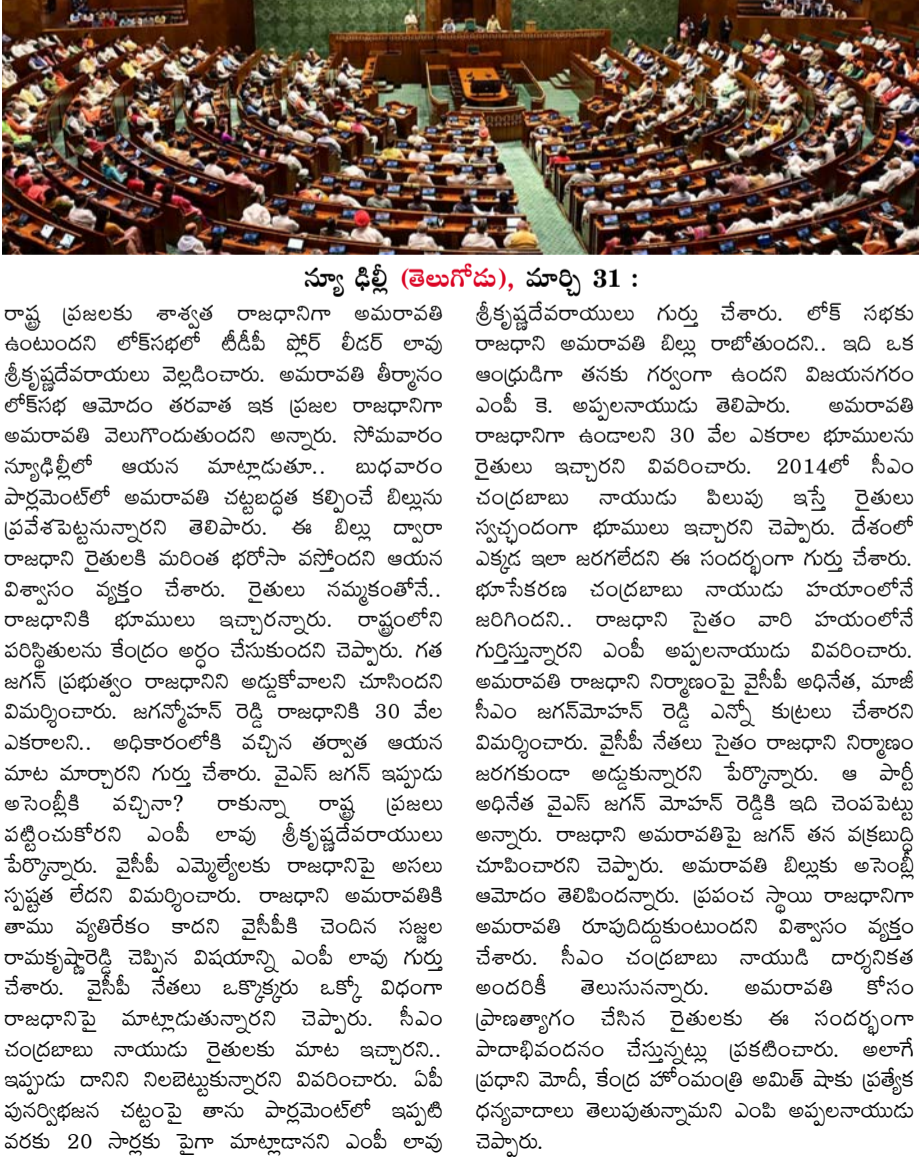 న్యూ ఢిల్లీ (తెలుగోడు), మార్చి 31 :
రాష్ట్ర ప్రజలకు శాశ్వత రాజధానిగా అమరావతి
ఉంటుందని లోక్‌సభలో టీడీపీ ఫ్లోర్ లీడర్ లావు
శ్రీకృష్ణదేవరాయలు వెల్లడించారు. అమరావతి తీర్మానం
లోక్‌సభ ఆమోదం తరవాత ఇక ప్రజల రాజధానిగా
అమరావతి వెలుగొందుతుందని అన్నారు. సోమవారం
న్యూఢిల్లీలో ఆయన మాట్లాడుతూ.. బుధవారం
పార్లమెంట్‌లో అమరావతి చట్టబద్ధత కల్పించే బిల్లును
ప్రవేశపెట్టనున్నారని తెలిపారు. ఈ బిల్లు ద్వారా
రాజధాని రైతులకి మరింత భరోసా వస్తోందని ఆయన
విశ్వాసం వ్యక్తం చేశారు. రైతులు నమ్మకంతోనే..
రాజధానికి భూములు ఇచ్చారన్నారు. రాష్ట్రంలోని
పరిస్థితులను కేంద్రం అర్థం చేసుకుందని చెప్పారు. గత
జగన్ ప్రభుత్వం రాజధానిని అడ్డుకోవాలని చూసిందని
విమర్శించారు. జగన్మోహన్ రెడ్డి రాజధానికి 30 వేల
ఎకరాలని.. అధికారంలోకి వచ్చిన తర్వాత ఆయన
మాట మార్చారని గుర్తు చేశారు. వైఎస్ జగన్ ఇప్పుడు
అసెంబ్లీకి వచ్చినా? రాకున్నా రాష్ట్ర ప్రజలు
పట్టించుకోరని ఎంపీ లావు శ్రీకృష్ణదేవరాయులు
పేర్కొన్నారు. వైసీపీ ఎమ్మెల్యేలకు రాజధానిపై అసలు
స్పష్టత లేదని విమర్శించారు. రాజధాని అమరావతికి
తాము వ్యతిరేకం కాదని వైసీపీకి చెందిన సజ్జల
రామకృష్ణారెడ్డి చెప్పిన విషయాన్ని ఎంపీ లావు గుర్తు
చేశారు. వైసీపీ నేతలు ఒక్కొక్కరు ఒక్కో విధంగా
రాజధానిపై మాట్లాడుతున్నారని చెప్పారు. సీఎం
చంద్రబాబు నాయుడు రైతులకు మాట ఇచ్చారని..
ఇప్పుడు దానిని నిలబెట్టుకున్నారని వివరించారు. ఏపీ
పునర్విభజన చట్టంపై తాను పార్లమెంట్‌లో ఇప్పటి
వరకు 20 సార్లకు పైగా మాట్లాడానని ఎంపీ లావు
శ్రీకృష్ణదేవరాయులు గుర్తు చేశారు. లోక్ సభకు
రాజధాని అమరావతి బిల్లు రాబోతుందని.. ఇది ఒక
ఆంధ్రుడిగా తనకు గర్వంగా ఉందని విజయనగరం
ఎంపీ కె. అప్పలనాయుడు తెలిపారు. అమరావతి
రాజధానిగా ఉండాలని 30 వేల ఎకరాల భూములను
రైతులు ఇచ్చారని వివరించారు. 2014లో సీఎం
చంద్రబాబు నాయుడు పిలుపు ఇస్తే రైతులు
స్వచ్ఛందంగా భూములు ఇచ్చారని చెప్పారు. దేశంలో
ఎక్కడ ఇలా జరగలేదని ఈ సందర్భంగా గుర్తు చేశారు.
భూసేకరణ చంద్రబాబు నాయుడు హయాంలోనే
జరిగిందని.. రాజధాని సైతం వారి హయంలోనే
గుర్తిస్తున్నారని ఎంపీ అప్పలనాయుడు వివరించారు.
అమరావతి రాజధాని నిర్మాణంపై వైసీపీ అధినేత, మాజీ
సీఎం జగన్‌మోహన్ రెడ్డి ఎన్నో కుట్రలు చేశారని
విమర్శించారు. వైసీపీ నేతలు సైతం రాజధాని నిర్మాణం
జరగకుండా అడ్డుకున్నారని పేర్కొన్నారు. ఆ పార్టీ
అధినేత వైఎస్ జగన్ మోహన్ రెడ్డికి ఇది చెంపపెట్టు
అన్నారు. రాజధాని అమరావతిపై జగన్ తన వక్రబుద్ధి
చూపించారని చెప్పారు. అమరావతి బిల్లుకు అసెంబ్లీ
ఆమోదం తెలిపిందన్నారు. ప్రపంచ స్థాయి రాజధానిగా
అమరావతి రూపుదిద్దుకుంటుందని విశ్వాసం వ్యక్తం
చేశారు. సీఎం చంద్రబాబు నాయుడి దార్శనికత
అందరికీ తెలుసునన్నారు. అమరావతి కోసం
ప్రాణత్యాగం చేసిన రైతులకు ఈ సందర్భంగా
పాదాభివందనం చేస్తున్నట్లు ప్రకటించారు. అలాగే
ప్రధాని మోదీ, కేంద్ర హోంమంత్రి అమిత్ షాకు ప్రత్యేక
ధన్యవాదాలు తెలుపుతున్నామని ఎంపి అప్పలనాయుడు
చెప్పారు.